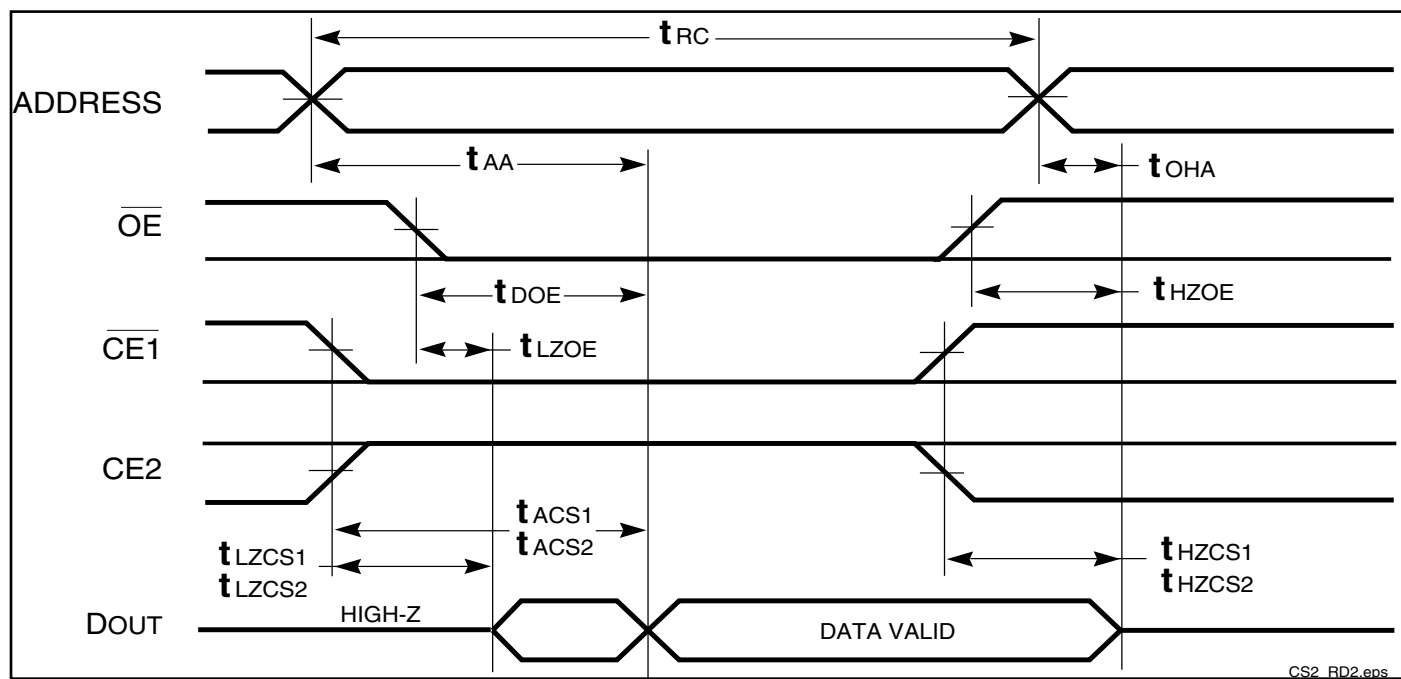 tRC
ADDRESS
tAA
tOHA
OE
tDOE
tHZOE
CE1
tLZOE
CE2
tACS1
tACS2
tLZCS1
tLZCS2
tHZCS1
tHZCS2
DOUT
HIGH-Z
DATA VALID
CS2_RD2.eps